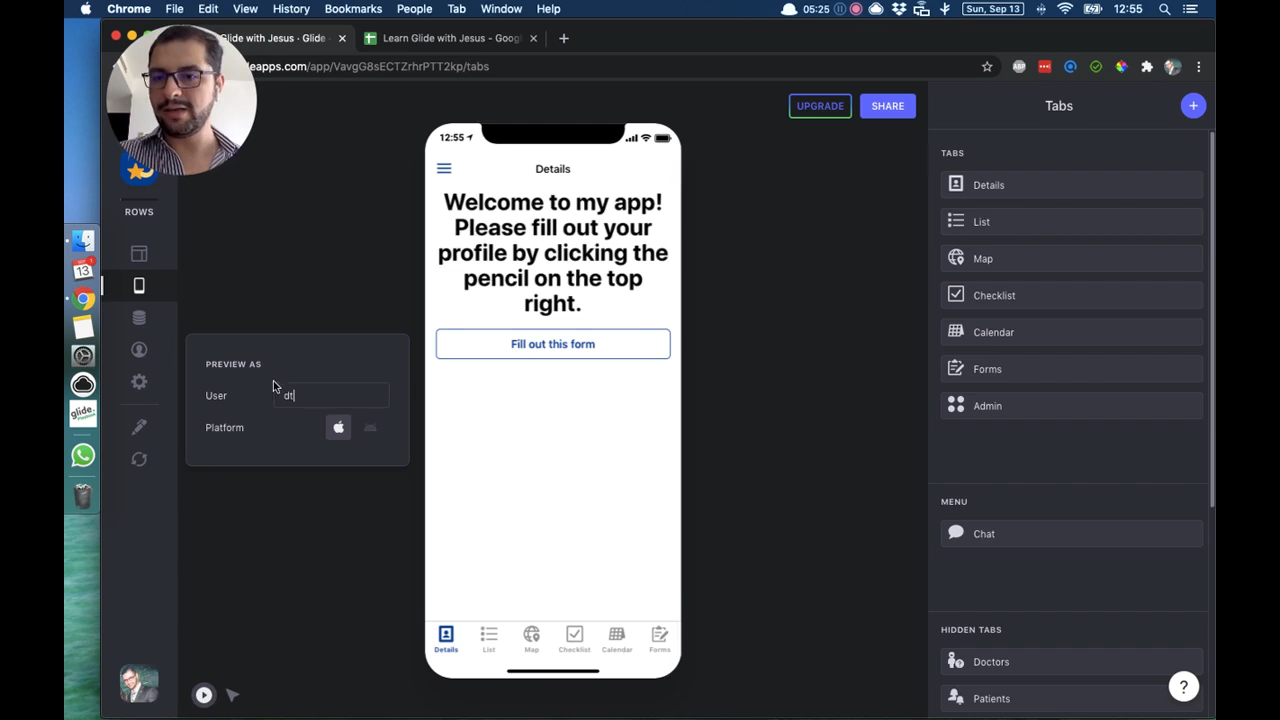 Chrome File Edit View History Bookmarks People Tab Window Help 05:25 Sun, Sep 13 12:55
Glide with Jesus · Glide
Learn Glide with Jesus - Goog
leapps.com/app/VavgG8sECTZrhrPTT2kp/tabs
UPGRADE
SHARE
Tabs
ROWS
12:55
Details
Welcome to my app!
Please fill out your
profile by clicking the
pencil on the top
right.
Fill out this form
PREVIEW AS
User
dt
Platform
Details
List
Map
Checklist
Calendar
Forms
TABS
Details
List
Map
Checklist
Calendar
Forms
Admin
MENU
Chat
HIDDEN TABS
Doctors
Patients
?
13
glide.